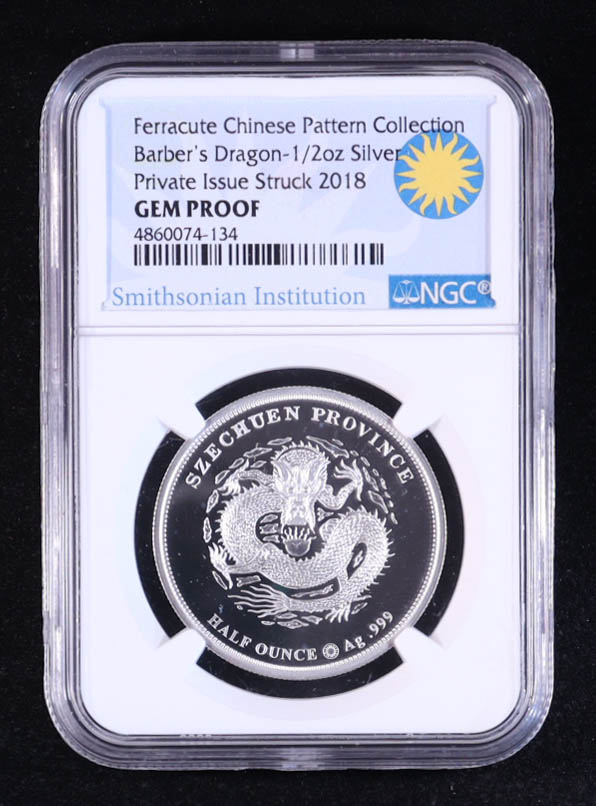 Ferracute Chinese Pattern Collection
Barber's Dragon-1/2oz Silver
Private Issue Struck 2018
GEM PROOF
4860074-134
Smithsonian Institution
NGC®
SZECHUEN PROVINCE
HALF OUNCE Ag .999